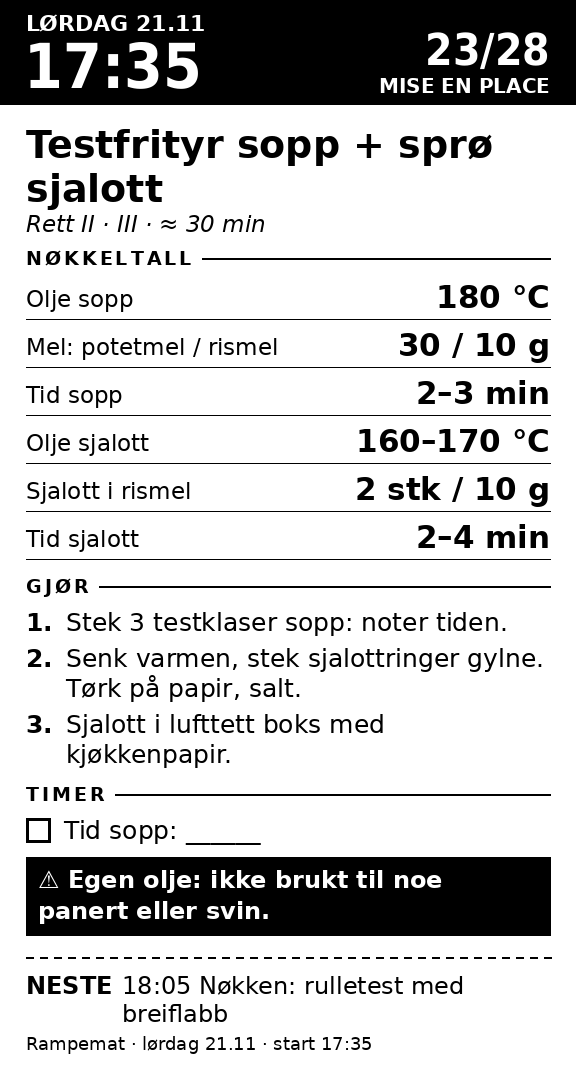 LØRDAG 21.11
17:35
23/28
MISE EN PLACE
Testfrityr sopp + sprø
sjalott
Rett II · III · ≈ 30 min
NØKKELTALL
Olje sopp 180 °C
Mel: potetmel / rismel 30 / 10 g
Tid sopp 2–3 min
Olje sjalott 160–170 °C
Sjalott i rismel 2 stk / 10 g
Tid sjalott 2–4 min
GJØR
1. Stek 3 testklaser sopp: noter tiden.
2. Senk varmen, stek sjalottringer gylne.
Tørk på papir, salt.
3. Sjalott i lufttett boks med
kjøkkenpapir.
TIMER
☐ Tid sopp: ______
⚠ Egen olje: ikke brukt til noe
panert eller svin.
NESTE 18:05 Nøkken: rulletest med
breiflabb
Rampemat · lørdag 21.11 · start 17:35